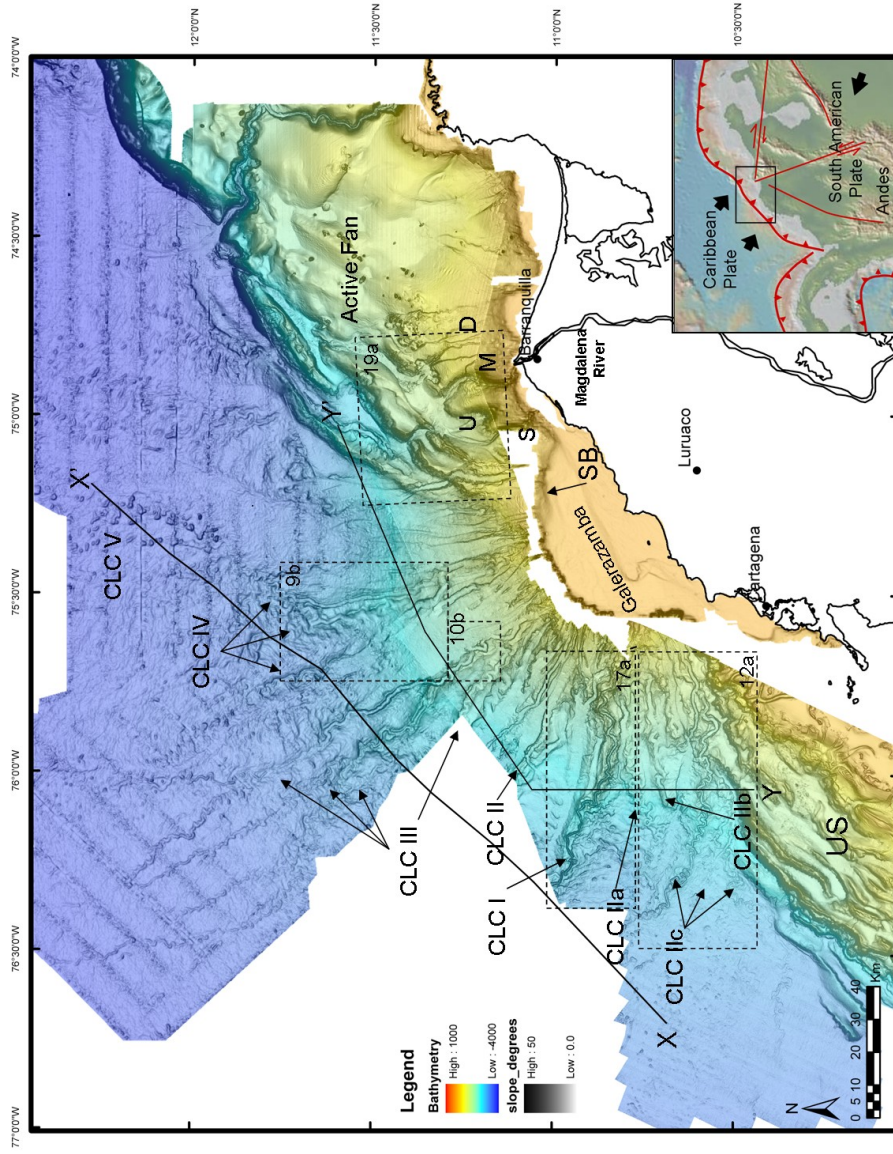 77°0'0"W
76°30'0"W
76°0'0"W
75°30'0"W
75°0'0"W
74°30'0"W
74°0'0"W
12°0'0"N
11°30'0"N
11°0'0"N
10°30'0"N
X'
CLC V
CLC IV
9b
Y'
Active Fan
19a
D
M
U
S
SB
Barranquilla
Magdalena
River
Galerazamba
Luruaco
Cartagena
10b
CLC III
CLC II
CLC I
17a
CLC IIa
CLC IIb
CLC IIc
12a
Y
US
X
Legend
Bathymetry
High : 1000
Low : -4000
slope_degrees
High : 50
Low : 0.0
N
0 5 10 20 30 40
Km
Caribbean
Plate
South American
Plate
Andes